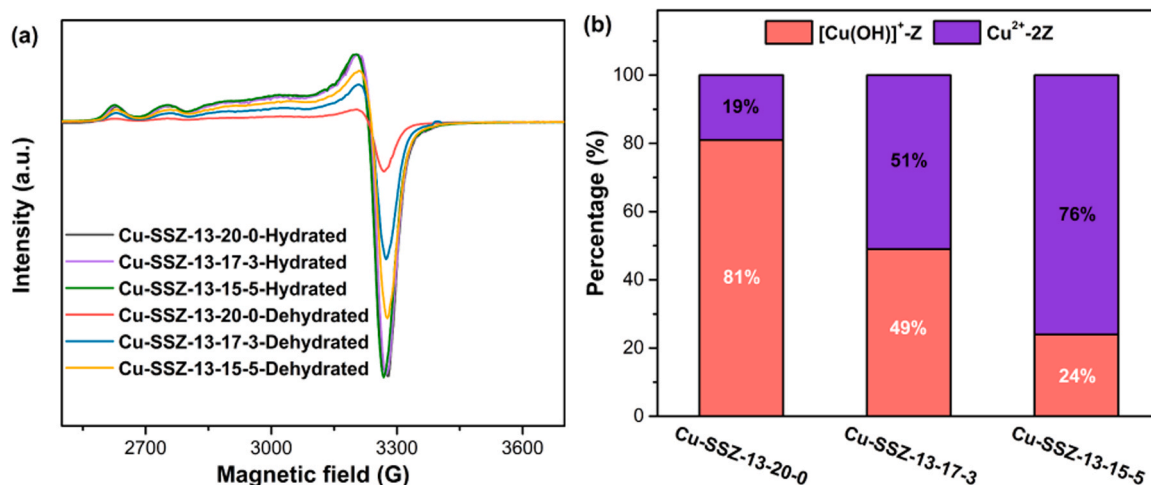 (a)
Intensity (a.u.)
Cu-SSZ-13-20-0-Hydrated
Cu-SSZ-13-17-3-Hydrated
Cu-SSZ-13-15-5-Hydrated
Cu-SSZ-13-20-0-Dehydrated
Cu-SSZ-13-17-3-Dehydrated
Cu-SSZ-13-15-5-Dehydrated
2700
3000
3300
3600
Magnetic field (G)
(b)
[Cu(OH)]⁺-Z
Cu²⁺-2Z
Percentage (%)
100
80
60
40
20
0
19%
81%
51%
49%
76%
24%
Cu-SSZ-13-20-0
Cu-SSZ-13-17-3
Cu-SSZ-13-15-5